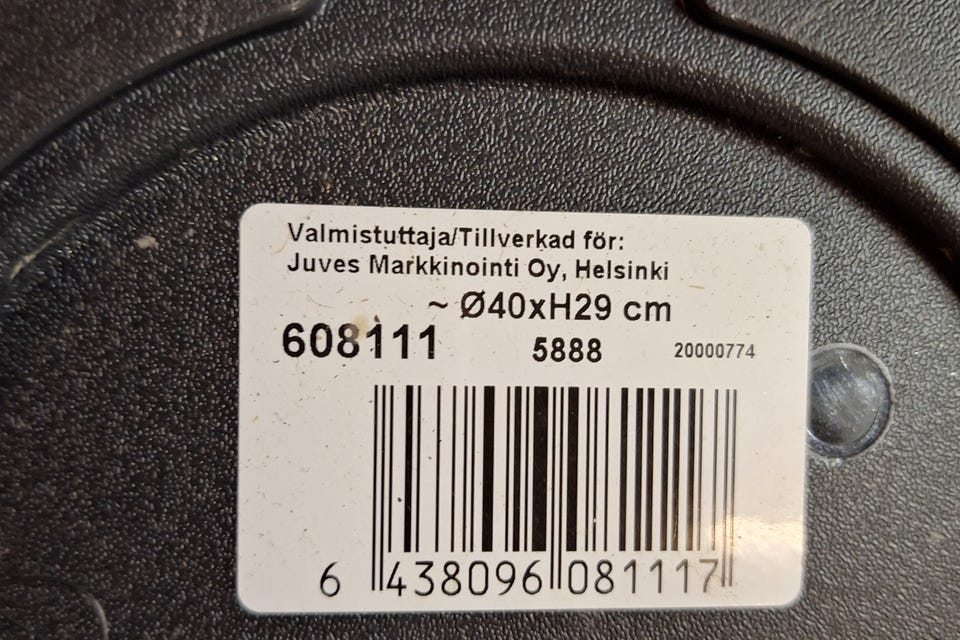 Valmistuttaja/Tillverkad för:
Juves Markkinointi Oy, Helsinki
~ Ø40xH29 cm
608111 5888 20000774
6 438096 081117